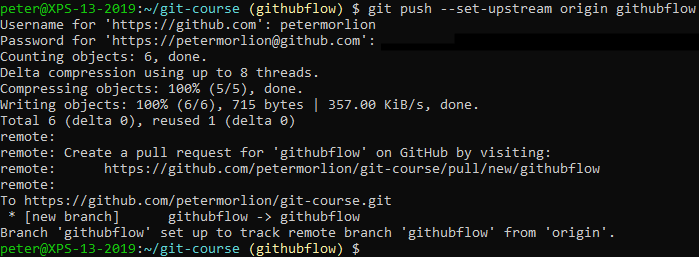 peter@XPS-13-2019:~/git-course (githubflow) $ git push --set-upstream origin githubflow
Username for 'https://github.com': petermorlion
Password for 'https://petermorlion@github.com':
Counting objects: 6, done.
Delta compression using up to 8 threads.
Compressing objects: 100% (5/5), done.
Writing objects: 100% (6/6), 715 bytes | 357.00 KiB/s, done.
Total 6 (delta 0), reused 1 (delta 0)
remote:
remote: Create a pull request for 'githubflow' on GitHub by visiting:
remote:      https://github.com/petermorlion/git-course/pull/new/githubflow
remote:
To https://github.com/petermorlion/git-course.git
 * [new branch]      githubflow -> githubflow
Branch 'githubflow' set up to track remote branch 'githubflow' from 'origin'.
peter@XPS-13-2019:~/git-course (githubflow) $